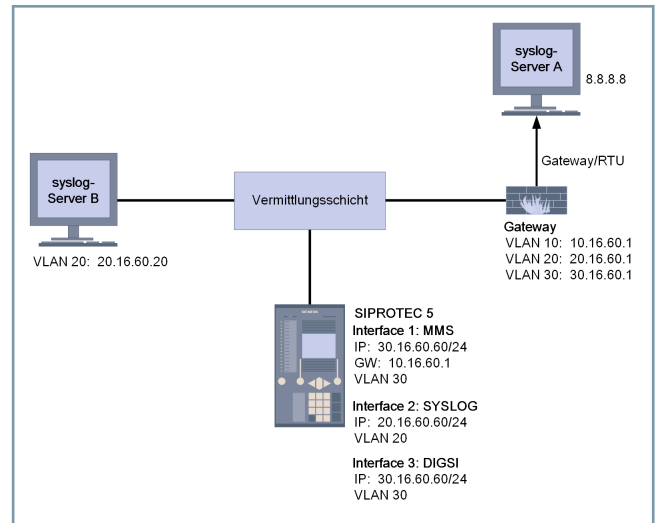 syslog-
Server A
8.8.8.8
Gateway/RTU
syslog-
Server B
Vermittlungsschicht
Gateway
VLAN 10: 10.16.60.1
VLAN 20: 20.16.60.1
VLAN 30: 30.16.60.1
VLAN 20: 20.16.60.20
SIEMENS
SIPROTEC 5
Interface 1: MMS
IP: 30.16.60.60/24
GW: 10.16.60.1
VLAN 30
Interface 2: SYSLOG
IP: 20.16.60.60/24
VLAN 20
Interface 3: DIGSI
IP: 30.16.60.60/24
VLAN 30